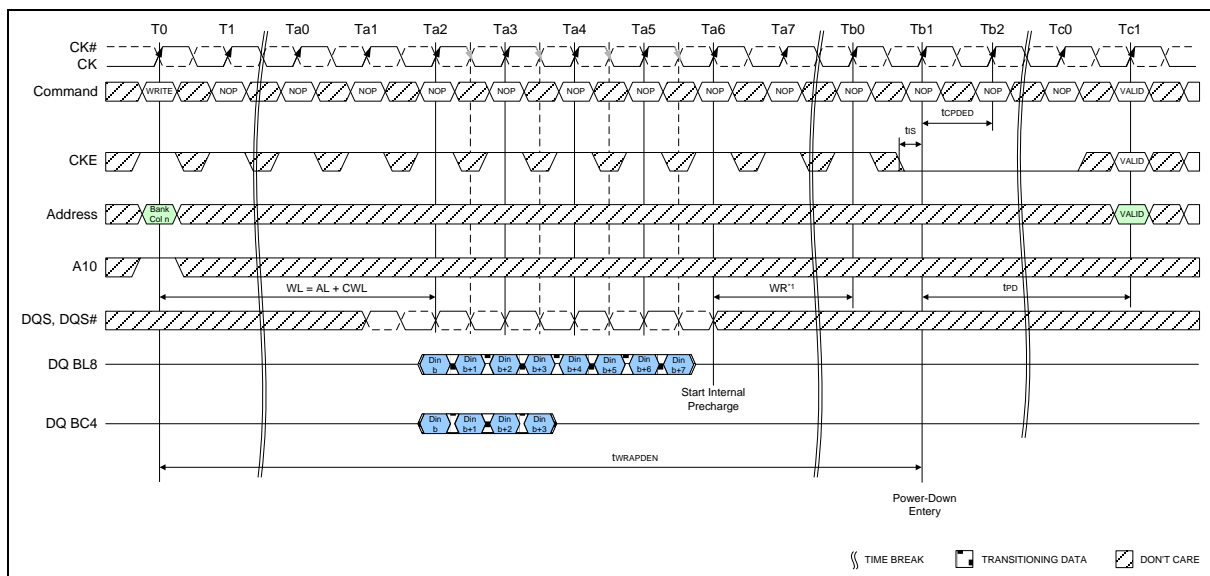 T0 T1 Ta0 Ta1 Ta2 Ta3 Ta4 Ta5 Ta6 Ta7 Tb0 Tb1 Tb2 Tc0 Tc1
CK#
CK
Command WRITE NOP NOP NOP NOP NOP NOP NOP NOP NOP NOP NOP NOP NOP VALID
tCPDED
tIS
CKE VALID
Address Bank Col n VALID
A10
WL = AL + CWL WR*1 tPD
DQS, DQS#
DQ BL8 Din b Din b+1 Din b+2 Din b+3 Din b+4 Din b+5 Din b+6 Din b+7
Start Internal
Precharge
DQ BC4 Din b Din b+1 Din b+2 Din b+3
tWRAPDEN
Power-Down
Entery
TIME BREAK TRANSITIONING DATA DON'T CARE